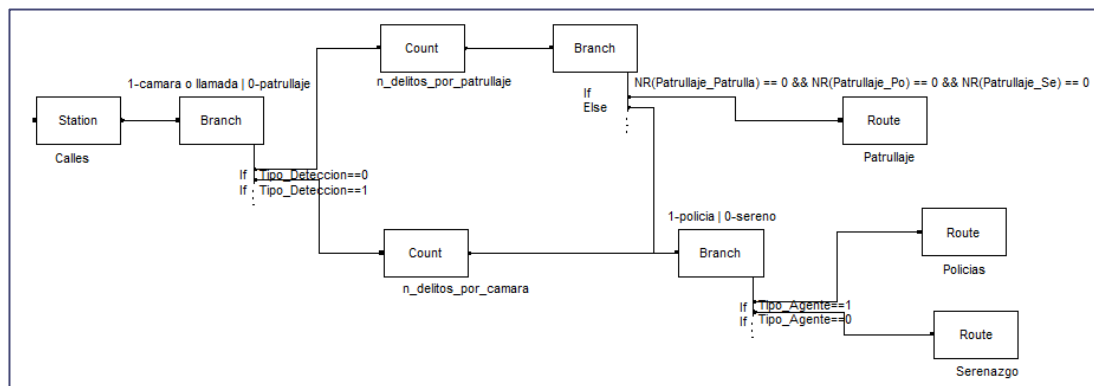 Count
Branch
n_delitos_por_patrullaje
1-camara o llamada | 0-patrullaje
NR(Patrullaje_Patrulla) == 0 && NR(Patrullaje_Po) == 0 && NR(Patrullaje_Se) == 0
If
Else
Station
Branch
Route
Calles
Patrullaje
If Tipo_Deteccion==0
If Tipo_Deteccion==1
1-policia | 0-sereno
Count
Branch
Route
n_delitos_por_camara
Policias
If Tipo_Agente==1
If Tipo_Agente==0
Route
Serenazgo